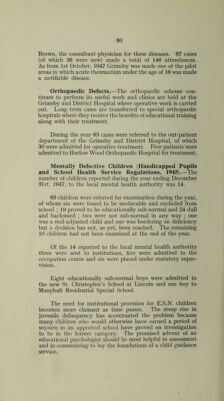 80
Brown, the consultant physician for these diseases. 97 cases
(of which 38 were new) made a total of 146 attendances.
As from 1st October, 1947 Grimsby was made one of the pilot
areas in which acute rheumatism under the age of 16 was made
a notifiable disease.
Orthopaedic Defects.—The orthopaedic scheme con-
tinues to perform its useful work and clinics are held at the
Grimsby and District Hospital where operative work is carried
out. Long term cases are transferred to special orthopaedic
hospitals where they receive the benefits of educational training
along with their treatment.
During the year 63 cases were referred to the out-patient
department of the Grimsby and District Hospital, of which
30 were admitted for operative treatment. Five patients were
admitted to Harlow Wood Orthopaedic Hospital for treatment.
Mentally Defective Children (Handicapped Pupils
and School Health Service Regulations, 1945).—The
number of children reported during the year ending December
31st, 1947, to the local mental health authority was 14.
63 children were referred for examination during the year,
of whom six were found to be ineducable and excluded from
school ; 19 proved to be educationally sub-normal and 24 dull
and backward ; two were not sub-normal in any way ; one
was a mal-adjusted child and one was bordering on deficiency
but a decision has not, as yet, been reached. The remaining
10 children had not been examined at the end of the year.
Of the 14 reported to the local mental health authority
three were sent to institutions, five were admitted to the
occupation centre and six were placed under statutory super-
vision.
Eight educationally sub-normal boys were admitted to
the new St. Christopher's School at Lincoln and one boy to
Monyhull Residential Special School.
The need for institutional provision for E.S.N. children
becomes more clamant as time passes. The steep rise in
juvenile delinquency has accentuated the problem because
many children who would otherwise have earned a period of
sojourn in an approved school have proved on investigation
to be in the former category. The promised advent of an
educational psychologist should be most helpful in assessment
and in commencing to lay the foundations of a child guidance
service.